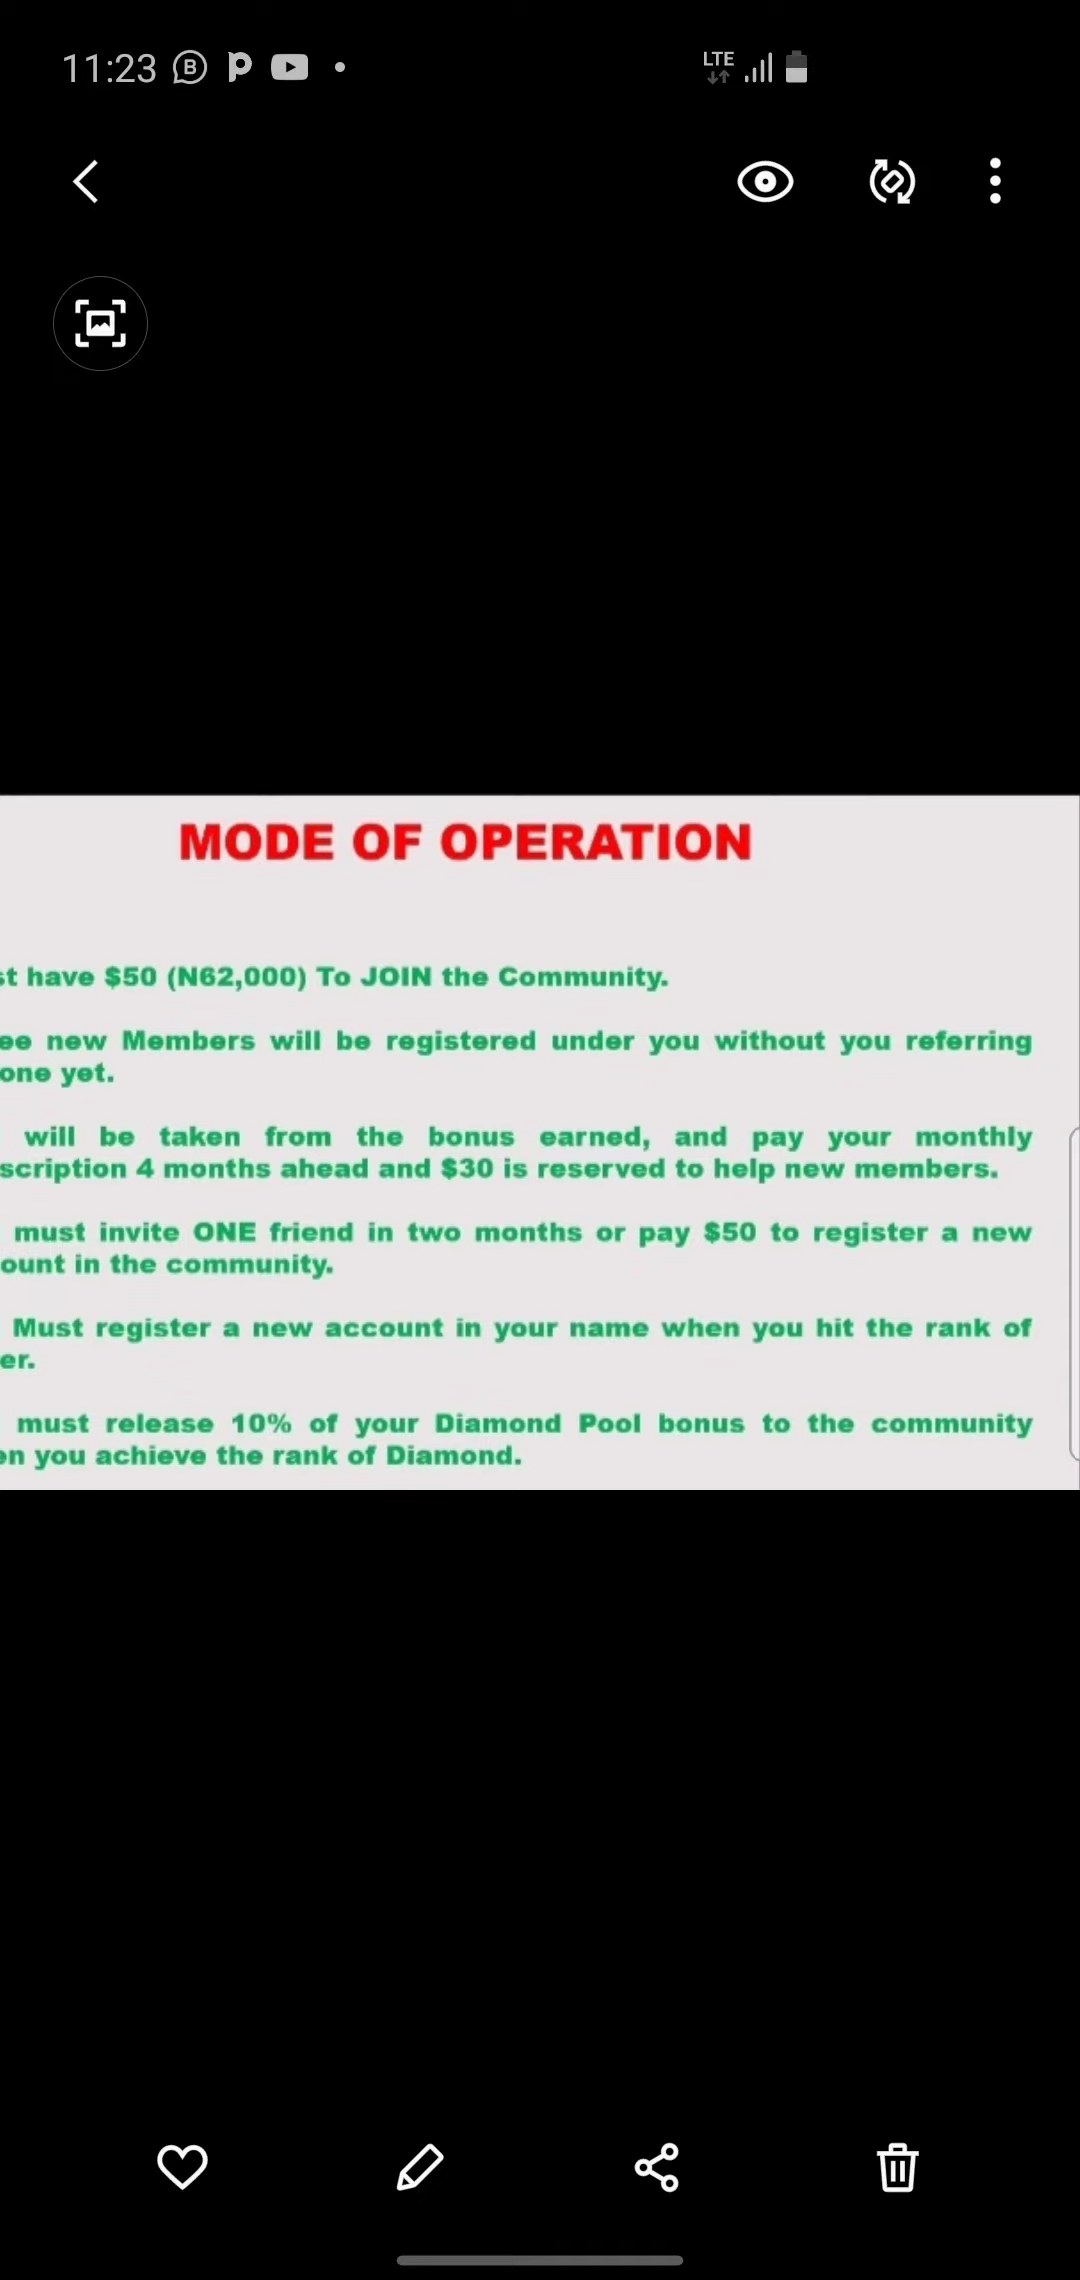 11:23
LTE
MODE OF OPERATION
have $50 (N62,000) To JOIN the Community.
new Members will be registered under you without you referring
one yet.
will be taken from the bonus earned, and pay your monthly
scription 4 months ahead and $30 is reserved to help new members.
must invite ONE friend in two months or pay $50 to register a new
ount in the community.
Must register a new account in your name when you hit the rank of
er.
must release 10% of your Diamond Pool bonus to the community
en you achieve the rank of Diamond.